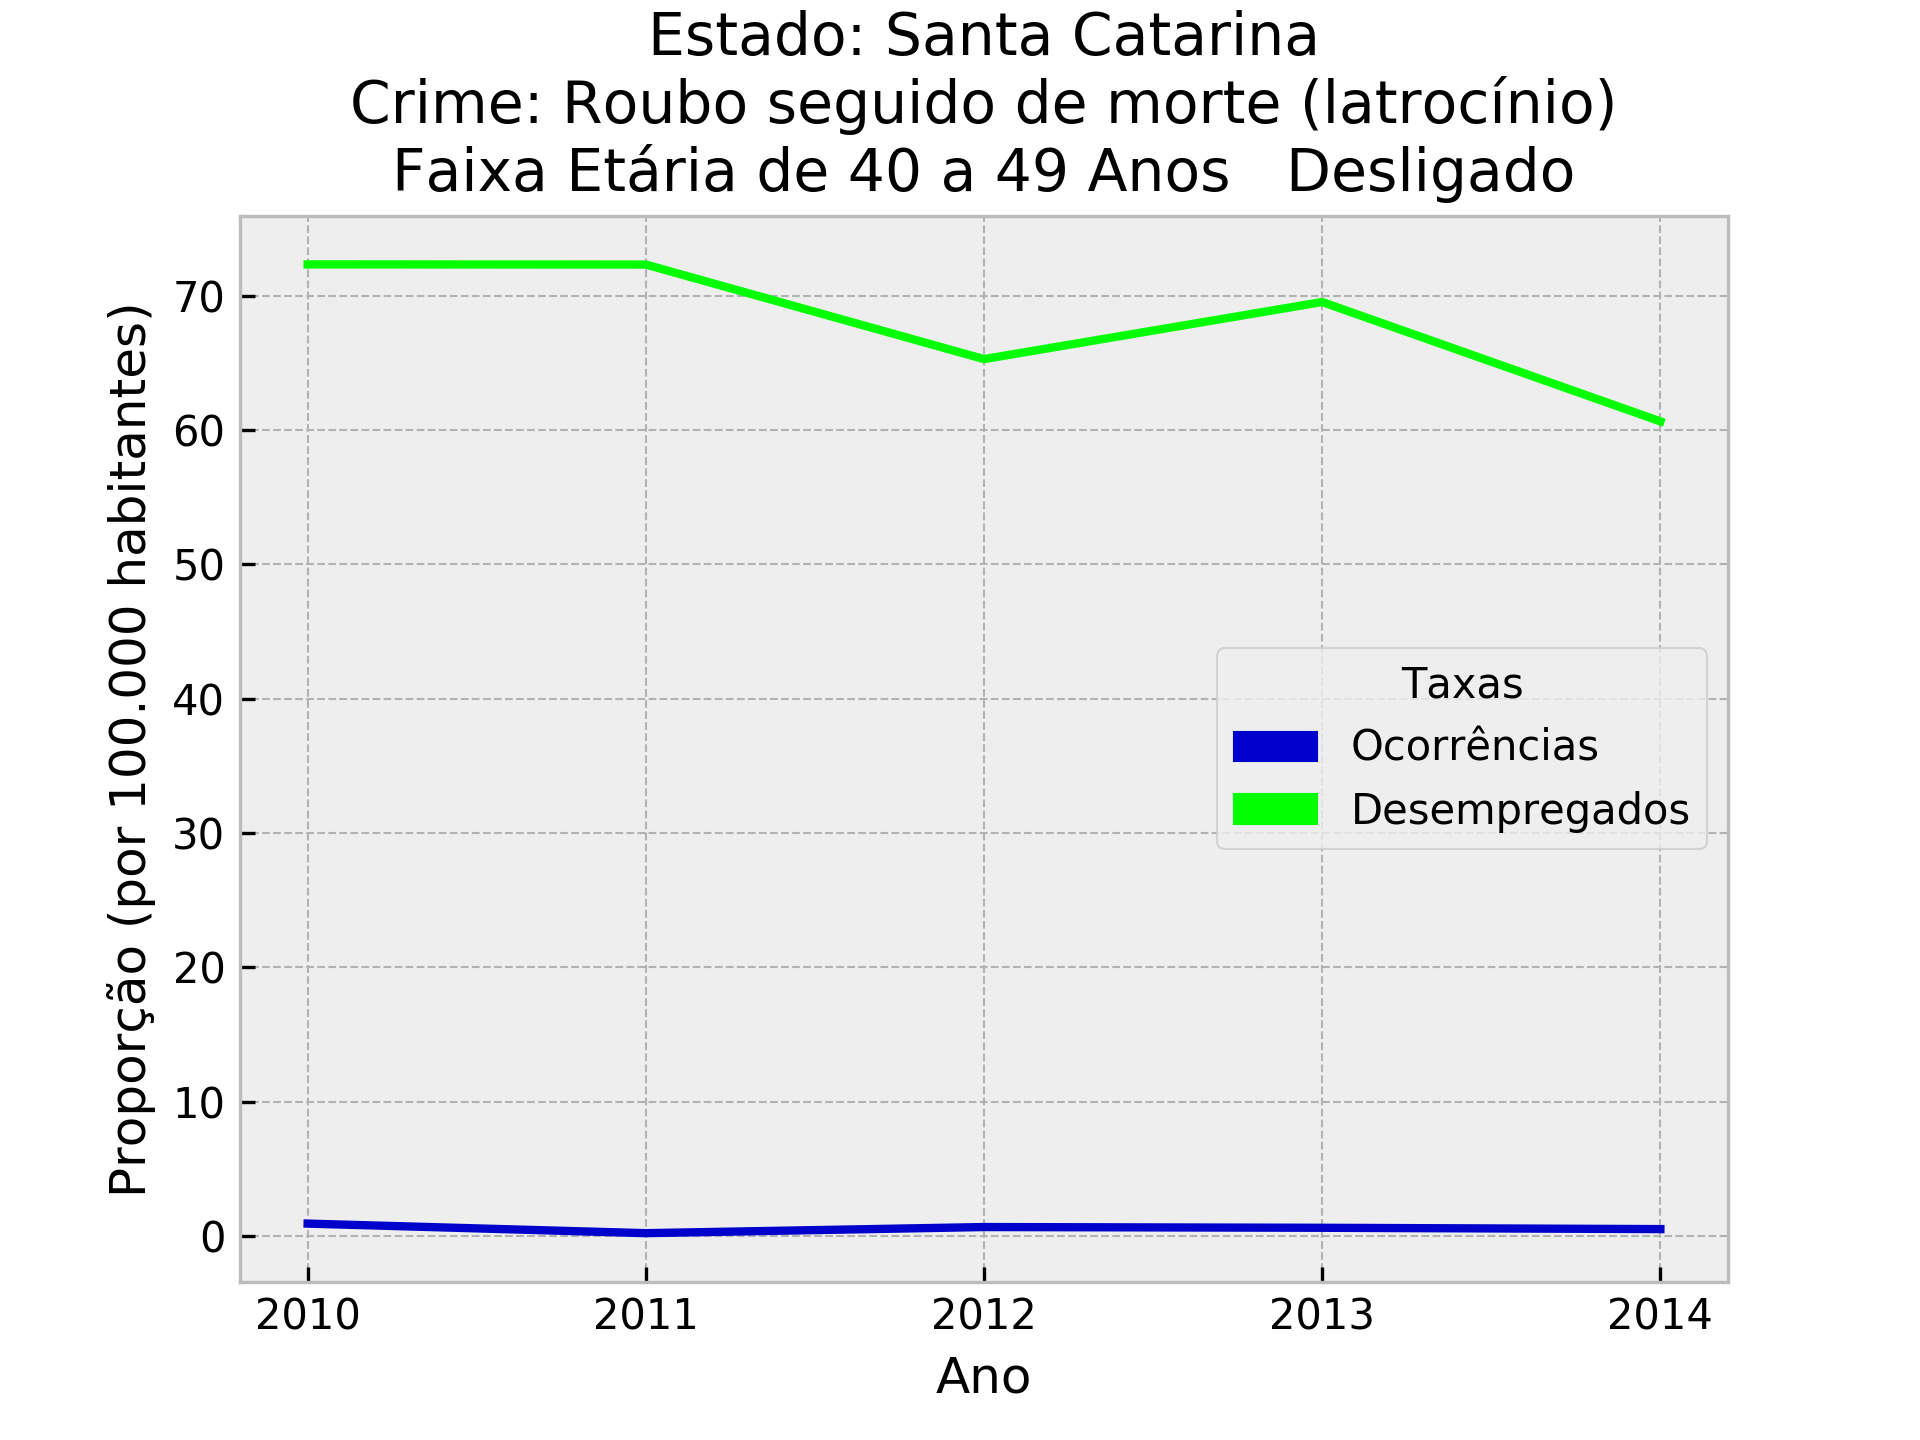 Estado: Santa Catarina
Crime: Roubo seguido de morte (latrocínio)
Faixa Etária de 40 a 49 Anos   Desligado
Proporção (por 100.000 habitantes)
70
60
50
40
30
20
10
0
Taxas
Ocorrências
Desempregados
2010 2011 2012 2013 2014
Ano